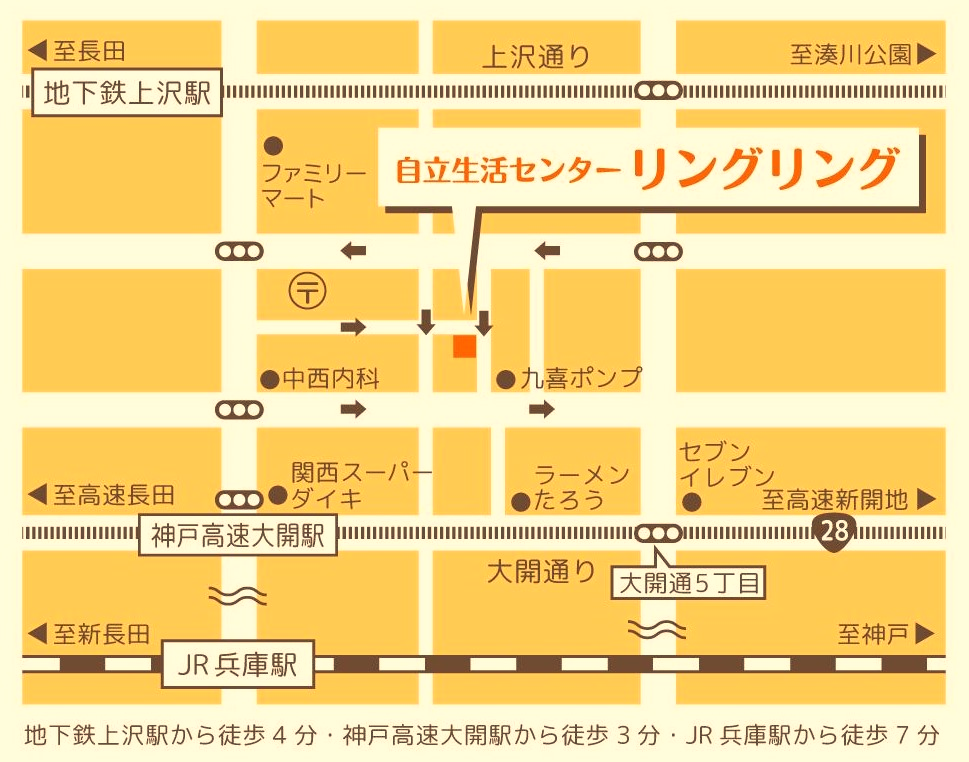 至長田
上沢通り
至湊川公園
地下鉄上沢駅
ファミリー
マート
自立生活センター リングリング
〒
中西内科
九喜ポンプ
関西スーパー
ダイキ
ラーメン
たろう
セブン
イレブン
至高速長田
至高速新開地
神戸高速大開駅
28
大開通り
大開通5丁目
至新長田
至神戸
JR兵庫駅
地下鉄上沢駅から徒歩4分・神戸高速大開駅から徒歩3分・JR兵庫駅から徒歩7分